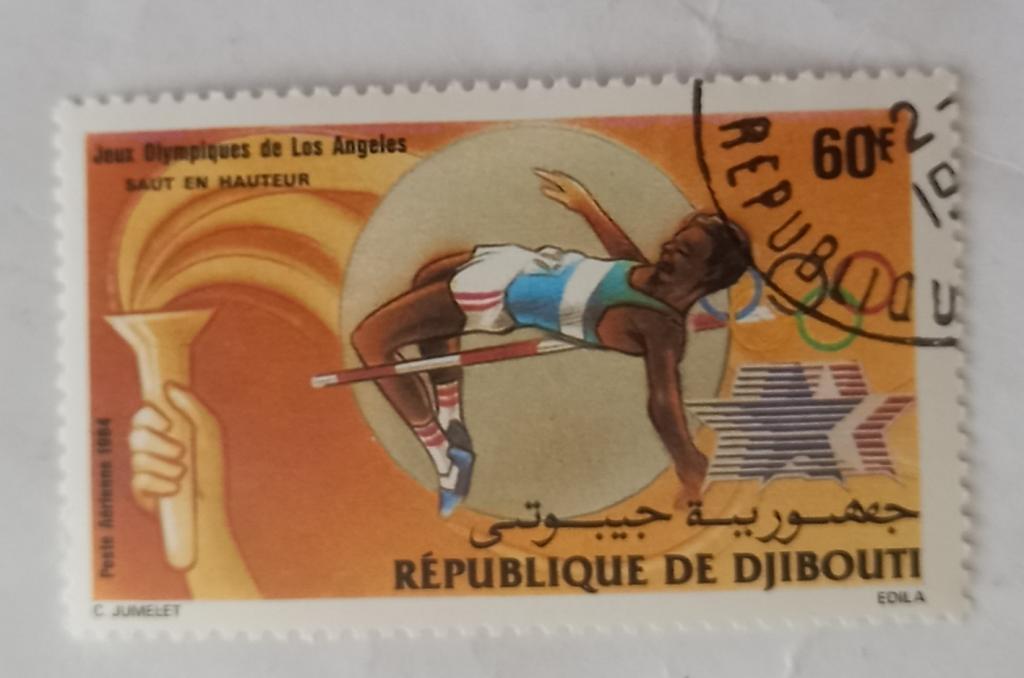 Jeux Olympiques de Los Angeles
SAUT EN HAUTEUR
60F
REPUBLIQU
Poste Aérienne 1984
جمهورية جيبوتي
RÉPUBLIQUE DE DJIBOUTI
C. JUMELET
EDILA